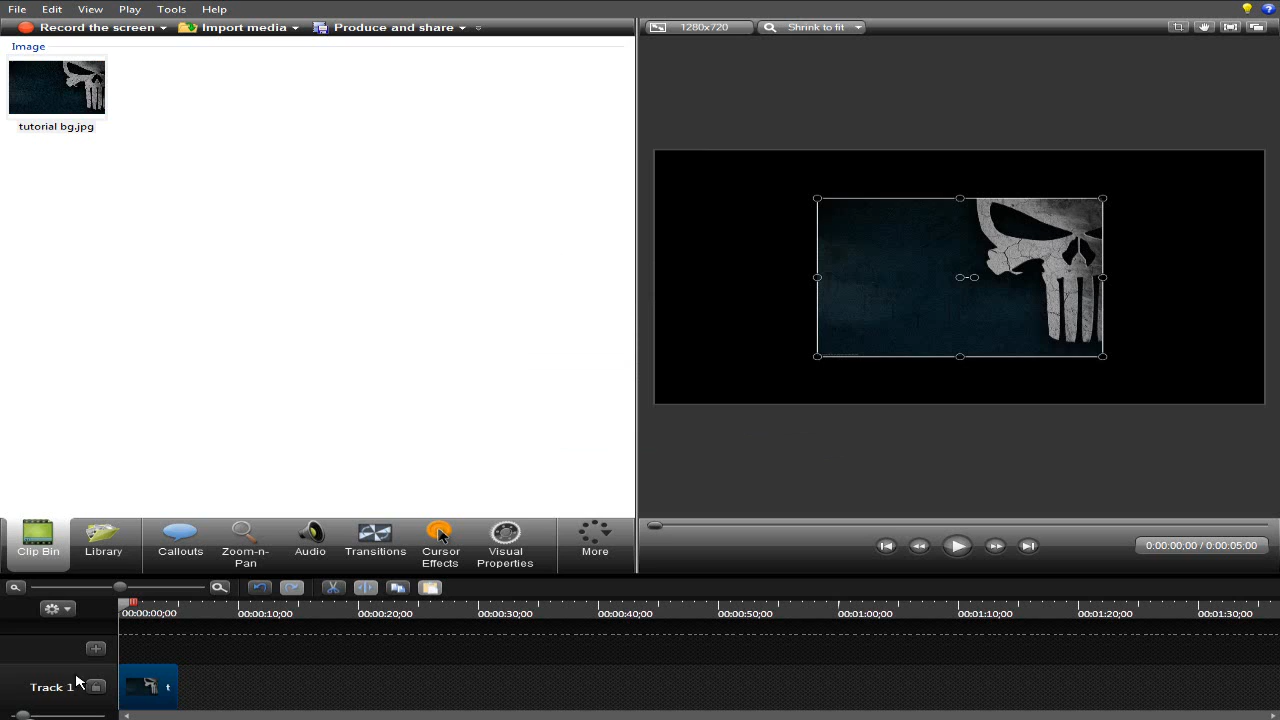 File Edit View Play Tools Help
Record the screen Import media Produce and share
1280x720 Shrink to fit
Image
tutorial bg.jpg
Clip Bin Library Callouts Zoom-n-Pan Audio Transitions Cursor Effects Visual Properties More
0:00:00;00 / 0:00:05;00
00:00:00;00 00:00:10;00 00:00:20;00 00:00:30;00 00:00:40;00 00:00:50;00 00:01:00;00 00:01:10;00 00:01:20;00 00:01:30;00
Track 1 t